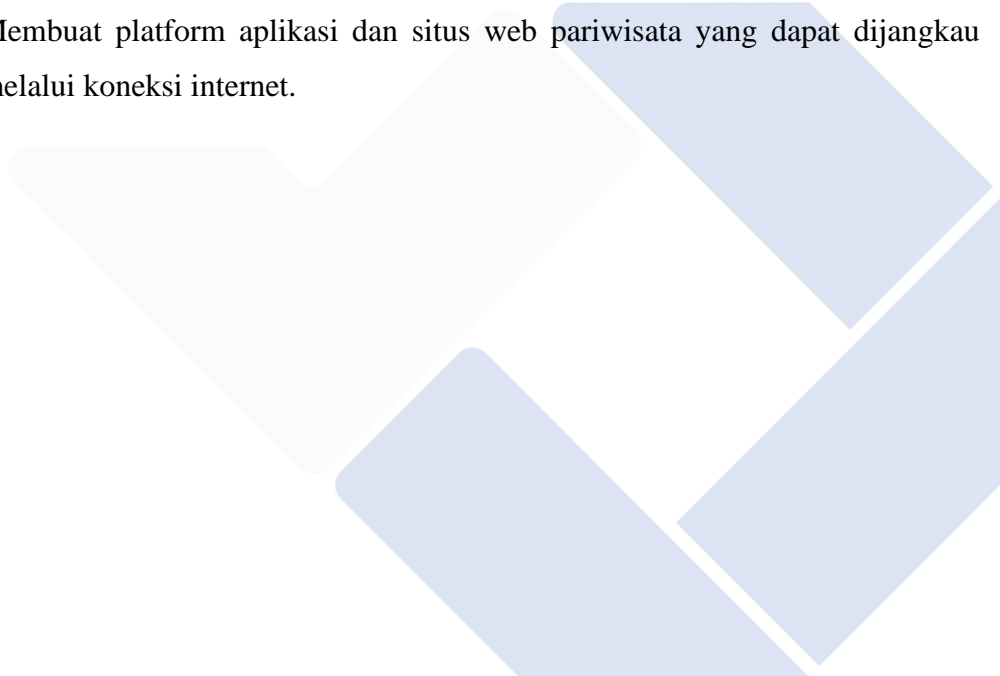 Membuat platform aplikasi dan situs web pariwisata yang dapat dijangkau
melalui koneksi internet.